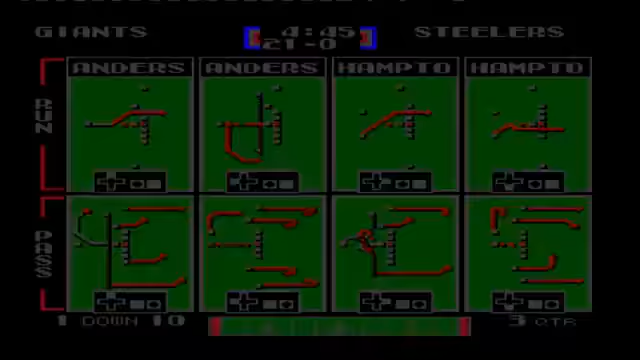 GIANTS 4:45 STEELERS
21-0
ANDERS ANDERS HAMPTO HAMPTO
RUN
PASS
1 DOWN 10 3 QTR